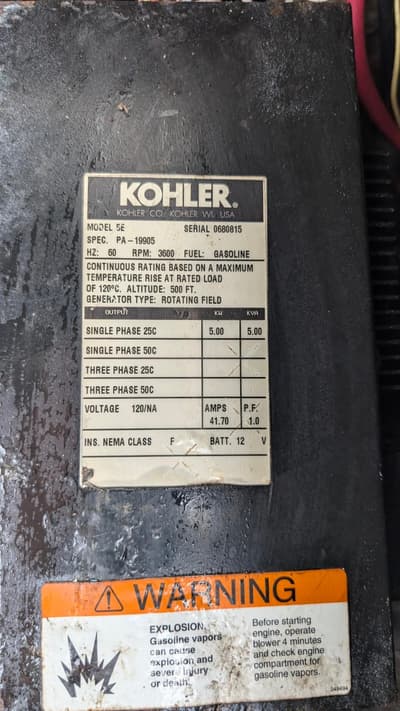 KOHLER®
KOHLER CO. KOHLER WI. USA
MODEL 5E SERIAL 0680815
SPEC. PA-19905
HZ: 60 RPM: 3600 FUEL: GASOLINE
CONTINUOUS RATING BASED ON A MAXIMUM
TEMPERATURE RISE AT RATED LOAD
OF 120°C. ALTITUDE: 500 FT.
GENERATOR TYPE: ROTATING FIELD
OUTPUT KW KVA
SINGLE PHASE 25C 5.00 5.00
SINGLE PHASE 50C
THREE PHASE 25C
THREE PHASE 50C
VOLTAGE 120/NA AMPS P.F.
41.70 1.0
INS. NEMA CLASS F BATT. 12 V
WARNING
EXPLOSION.
Gasoline vapors
can cause
explosion and
severe injury
or death.
Before starting
engine, operate
blower 4 minutes
and check engine
compartment for
gasoline vapors.